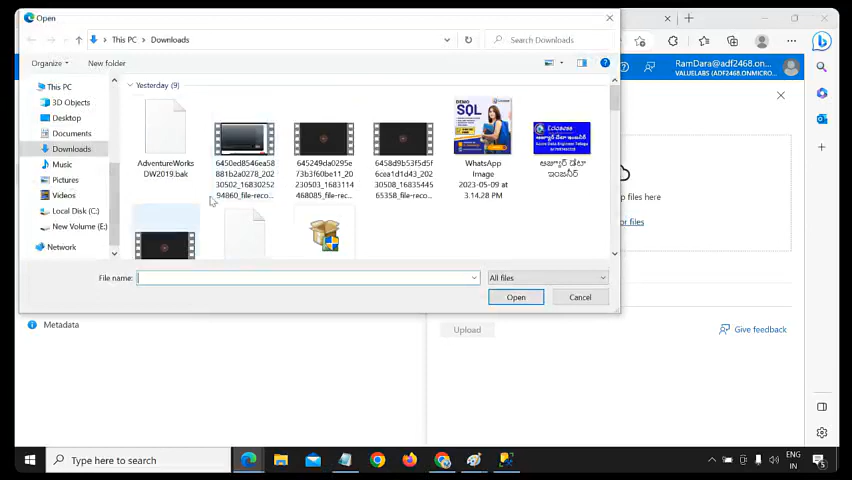 Open
This PC > Downloads
Search Downloads
Organize
New folder
This PC
3D Objects
Desktop
Documents
Downloads
Music
Pictures
Videos
Local Disk (C:)
New Volume (E:)
Network
Yesterday (9)
AdventureWorks
DW2019.bak
6450ed8546ea58
881b2a0278_202
30502_16830252
94860_file-reco...
645249da0295e
73b3f60be11_20
230503_1683114
468085_file-rec...
6458d9b53f5d5f
6cea1d1d43_202
30508_16835445
65358_file-reco...
WhatsApp
Image
2023-05-09 at
3.14.28 PM
DEMO
SQL
అజ్యూర్ డేటా
ఇంజనీర్
File name:
All files
Open
Cancel
RamDara@adf2468.onmicro...
VALUELABS (ADF2468.ONMICRO...
p files here
or files
Metadata
Upload
Give feedback
Type here to search
ENG
IN
5